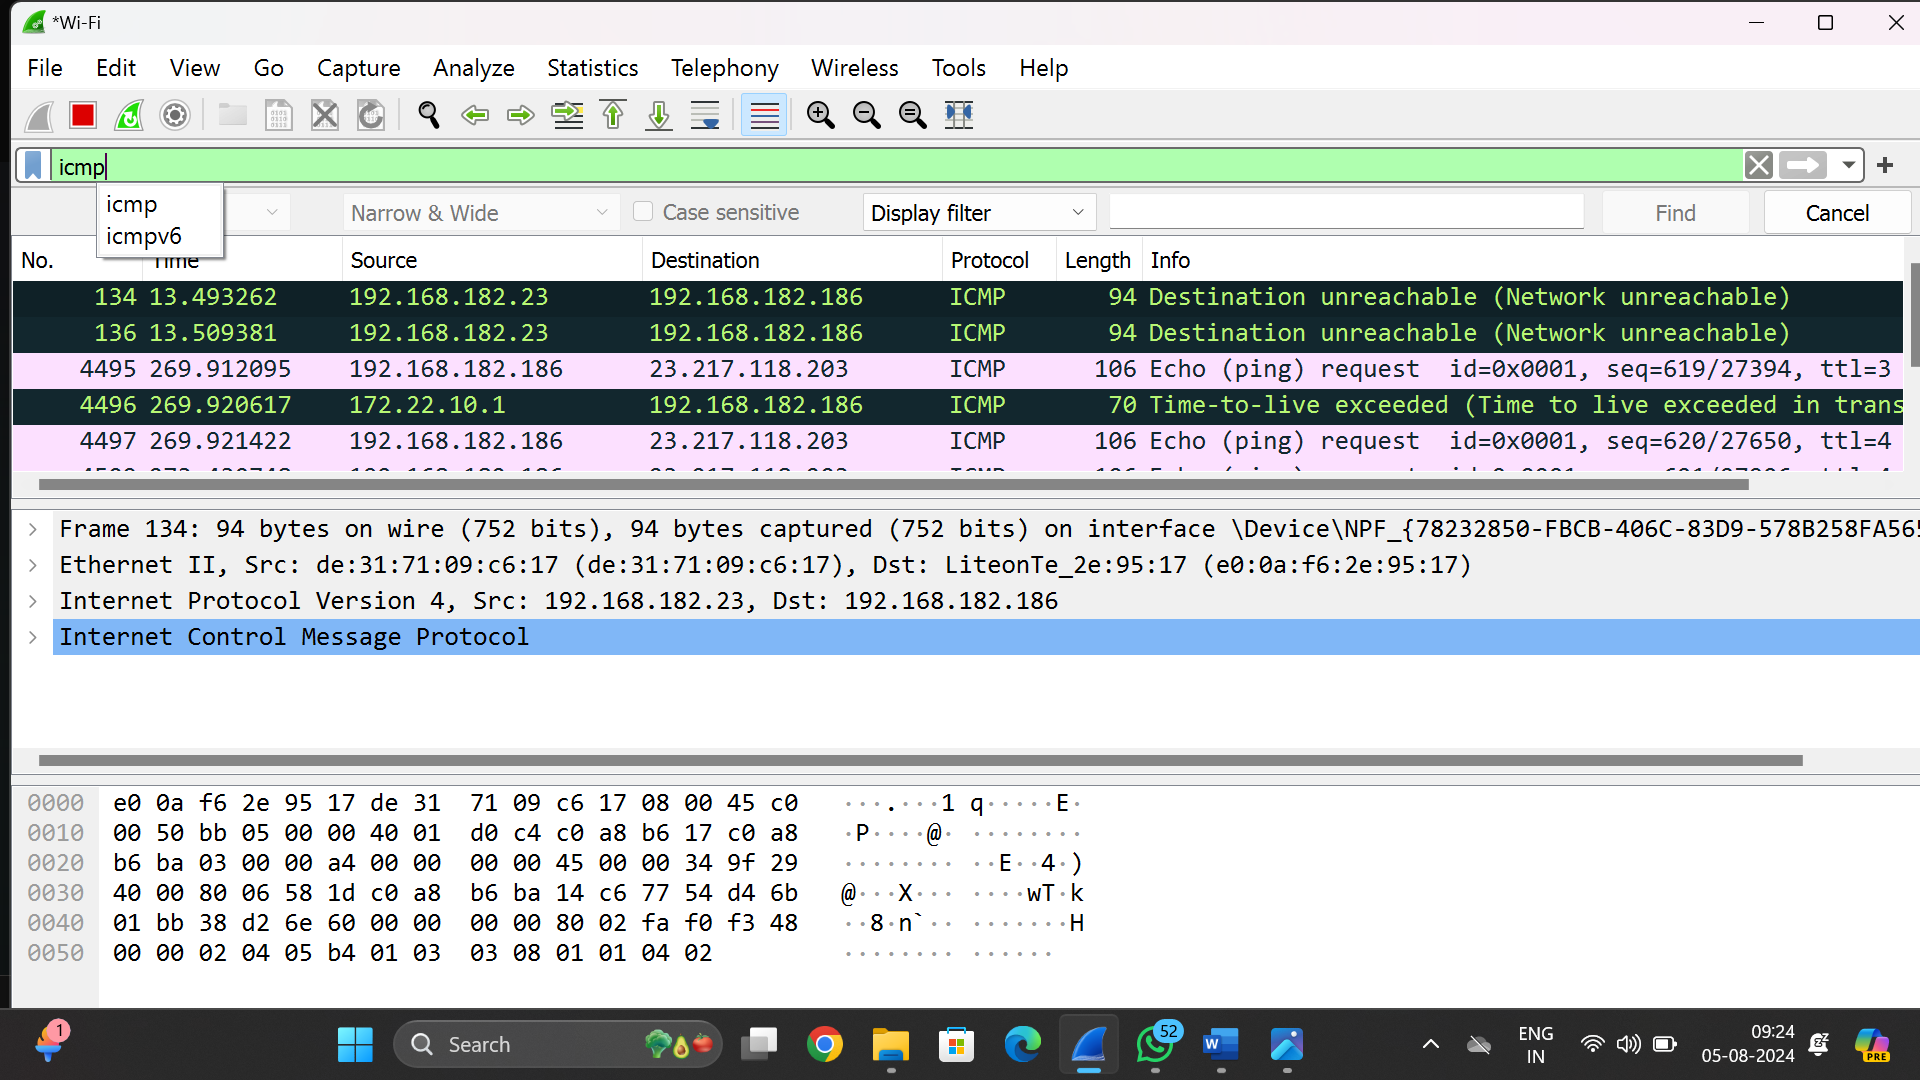 *Wi-Fi
File Edit View Go Capture Analyze Statistics Telephony Wireless Tools Help
icmp
icmp
icmpv6
Narrow & Wide Case sensitive Display filter Find Cancel
No. Time Source Destination Protocol Length Info
134 13.493262 192.168.182.23 192.168.182.186 ICMP 94 Destination unreachable (Network unreachable)
136 13.509381 192.168.182.23 192.168.182.186 ICMP 94 Destination unreachable (Network unreachable)
4495 269.912095 192.168.182.186 23.217.118.203 ICMP 106 Echo (ping) request id=0x0001, seq=619/27394, ttl=3
4496 269.920617 172.22.10.1 192.168.182.186 ICMP 70 Time-to-live exceeded (Time to live exceeded in trans
4497 269.921422 192.168.182.186 23.217.118.203 ICMP 106 Echo (ping) request id=0x0001, seq=620/27650, ttl=4
Frame 134: 94 bytes on wire (752 bits), 94 bytes captured (752 bits) on interface \Device\NPF_{78232850-FBCB-406C-83D9-578B258FA565
Ethernet II, Src: de:31:71:09:c6:17 (de:31:71:09:c6:17), Dst: LiteonTe_2e:95:17 (e0:0a:f6:2e:95:17)
Internet Protocol Version 4, Src: 192.168.182.23, Dst: 192.168.182.186
Internet Control Message Protocol
0000 e0 0a f6 2e 95 17 de 31 71 09 c6 17 08 00 45 c0 ···.···1 q·····E·
0010 00 50 bb 05 00 00 40 01 d0 c4 c0 a8 b6 17 c0 a8 ·P····@· ········
0020 b6 ba 03 00 00 a4 00 00 00 00 45 00 00 34 9f 29 ········ ··E··4·)
0030 40 00 80 06 58 1d c0 a8 b6 ba 14 c6 77 54 d4 6b @···X··· ····wT·k
0040 01 bb 38 d2 6e 60 00 00 00 00 80 02 fa f0 f3 48 ··8·n`·· ·······H
0050 00 00 02 04 05 b4 01 03 03 08 01 01 04 02 ········ ······
1 Search 52 ENG 09:24
IN 05-08-2024 PRE